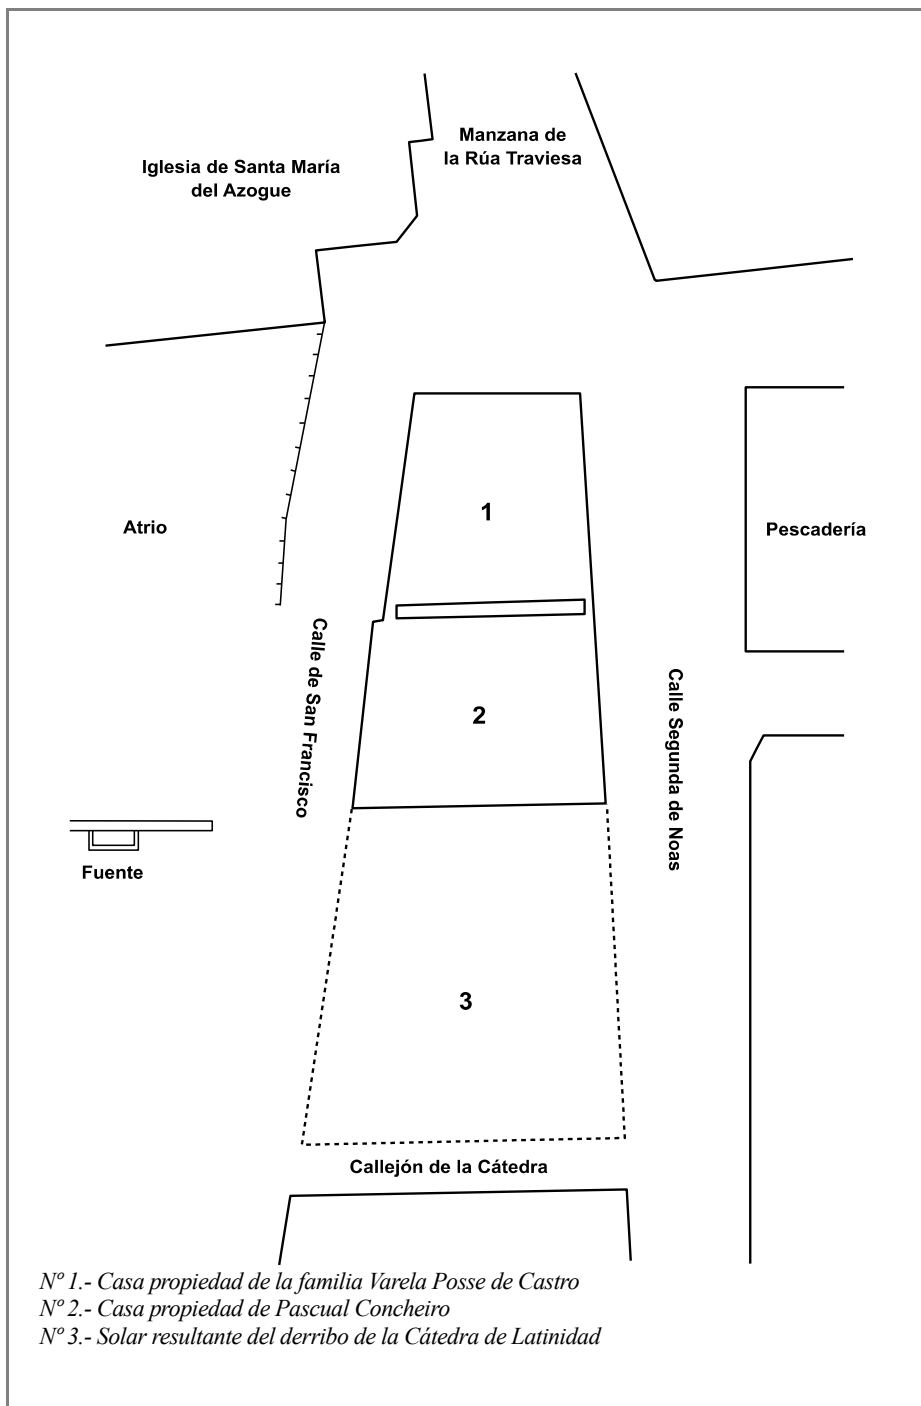 Manzana de
la Rúa Traviesa
Iglesia de Santa María
del Azogue
1
Atrio
Pescadería
Calle de San Francisco
2
Calle Segunda de Noas
Fuente
3
Callejón de la Cátedra
Nº 1.- Casa propiedad de la familia Varela Posse de Castro
Nº 2.- Casa propiedad de Pascual Concheiro
Nº 3.- Solar resultante del derribo de la Cátedra de Latinidad